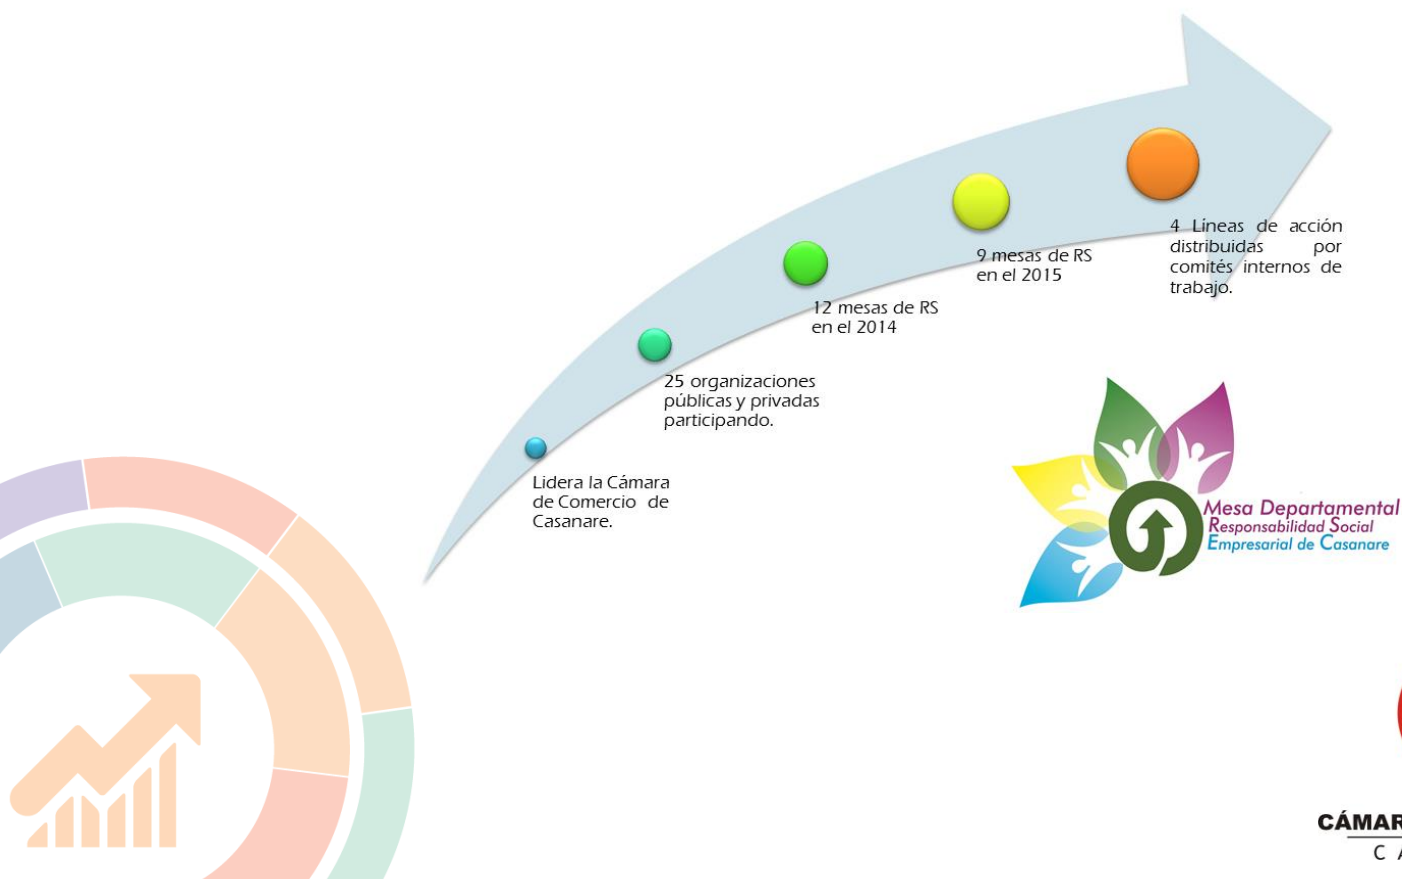 Lidera la Cámara
de Comercio de
Casanare.
25 organizaciones
públicas y privadas
participando.
12 mesas de RS
en el 2014
9 mesas de RS
en el 2015
4 Líneas de acción
distribuidas por
comités internos de
trabajo.
Mesa Departamental
Responsabilidad Social
Empresarial de Casanare
CÁMAR
C A